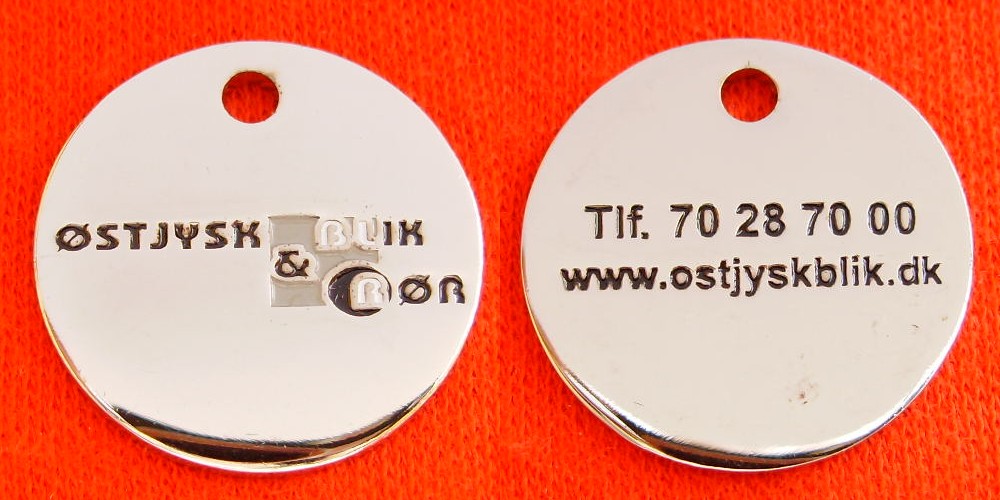 ØSTJYSK BLIK
& RØR
Tlf. 70 28 70 00
www.ostjyskblik.dk